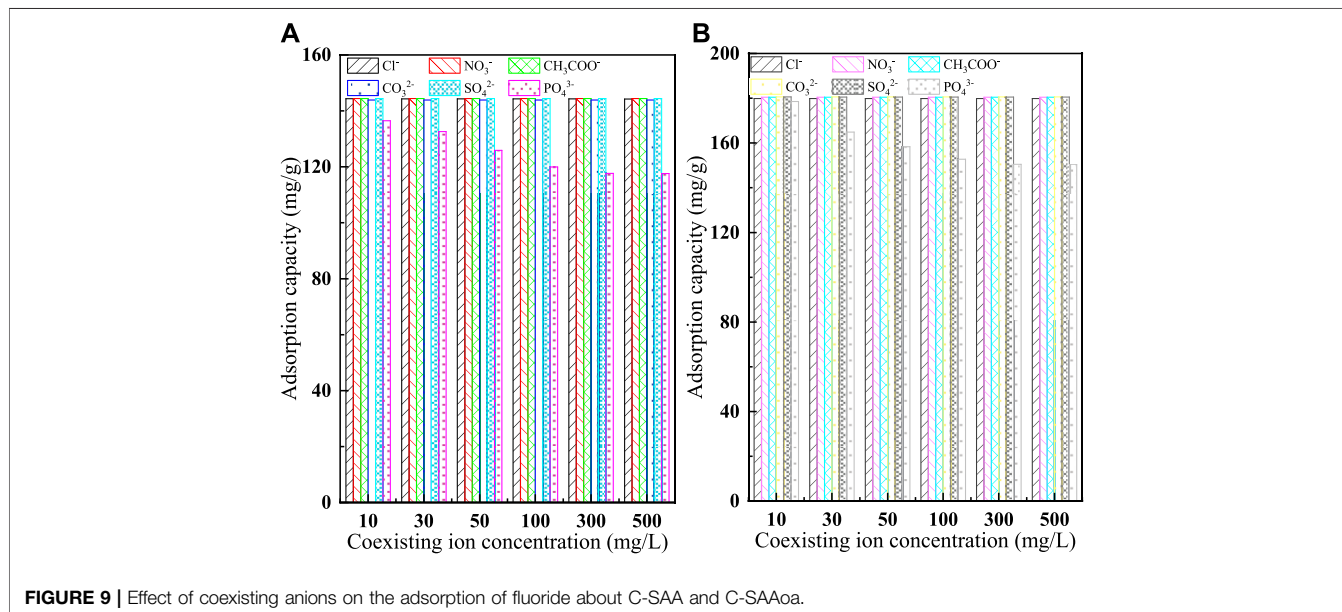 A
160
120
80
40
0
Adsorption capacity (mg/g)
Cl⁻ NO₃⁻ CH₃COO⁻
CO₃²⁻ SO₄²⁻ PO₄³⁻
10 30 50 100 300 500
Coexisting ion concentration (mg/L)
B
200
160
120
80
40
0
Adsorption capacity (mg/g)
Cl⁻ NO₃⁻ CH₃COO⁻
CO₃²⁻ SO₄²⁻ PO₄³⁻
10 30 50 100 300 500
Coexisting ion concentration (mg/L)
FIGURE 9 | Effect of coexisting anions on the adsorption of fluoride about C-SAA and C-SAAoa.